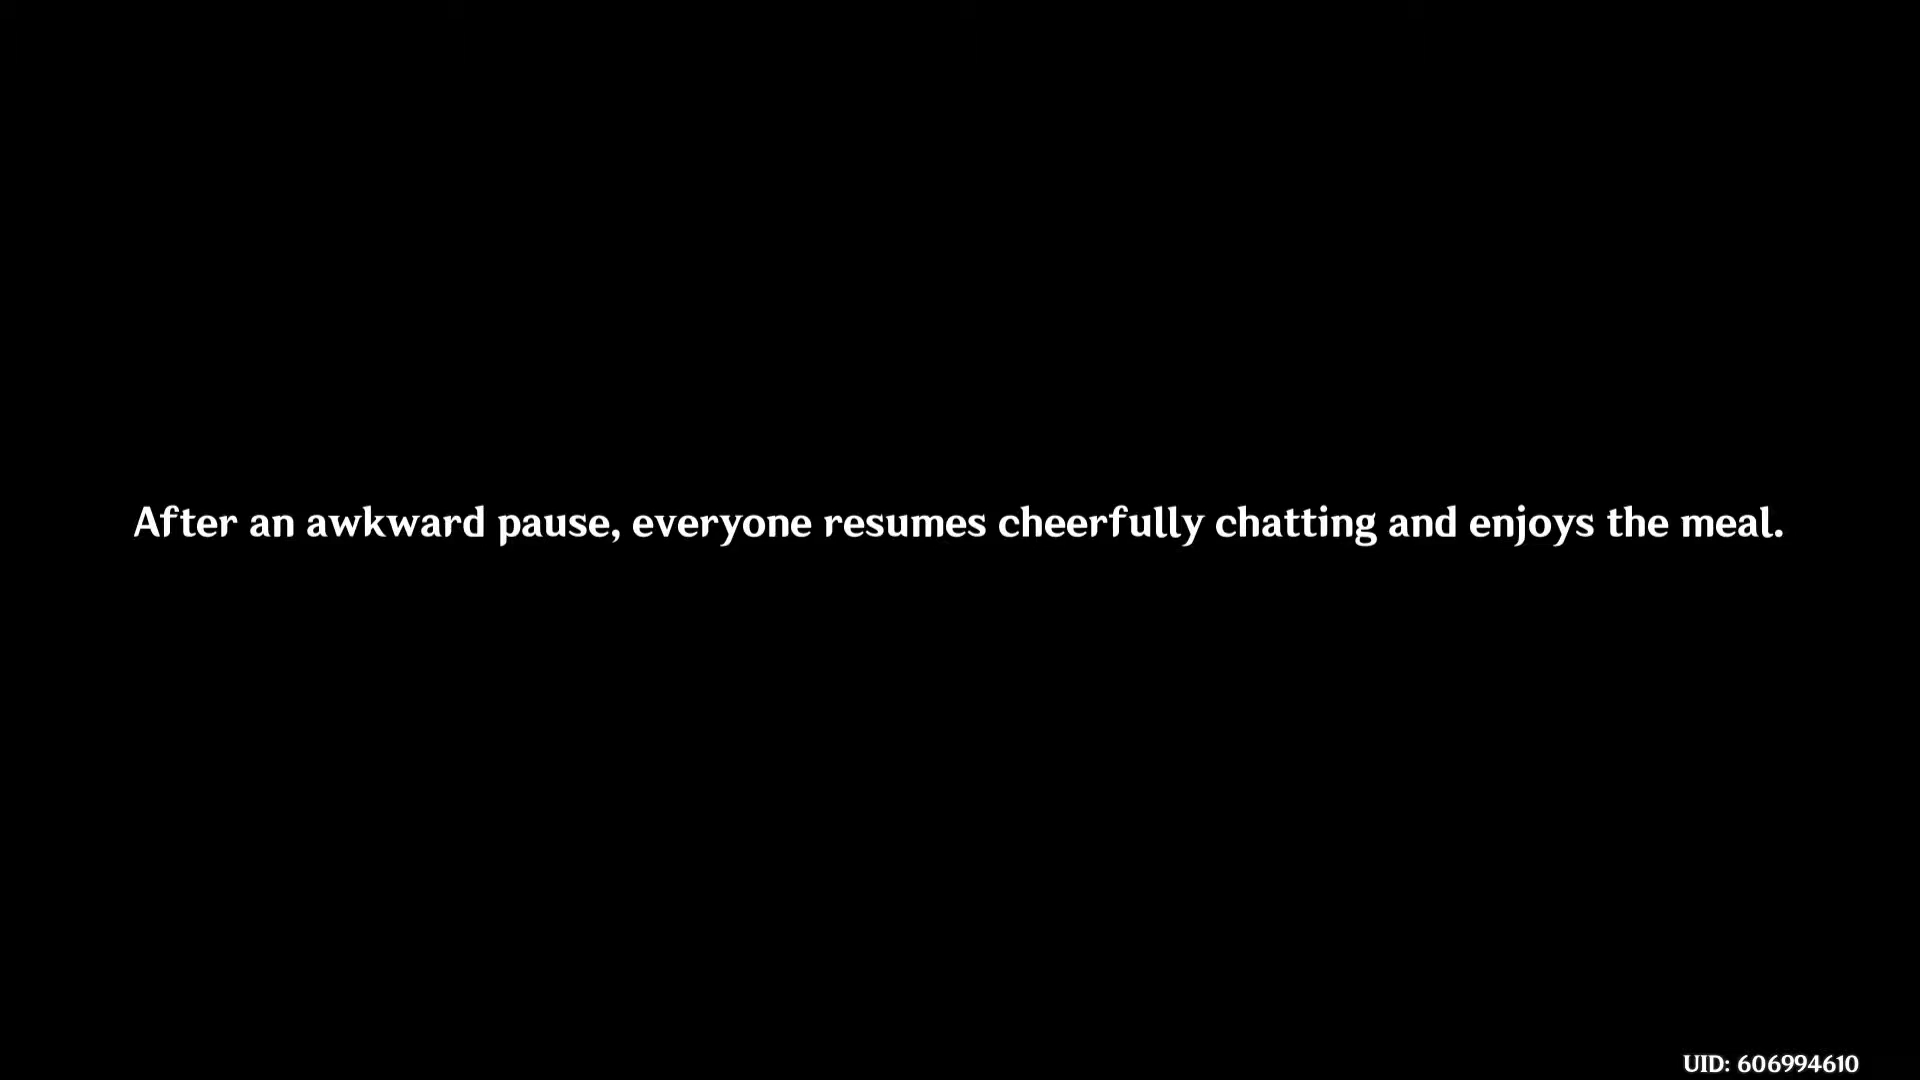 After an awkward pause, everyone resumes cheerfully chatting and enjoys the meal.
UID: 606994610